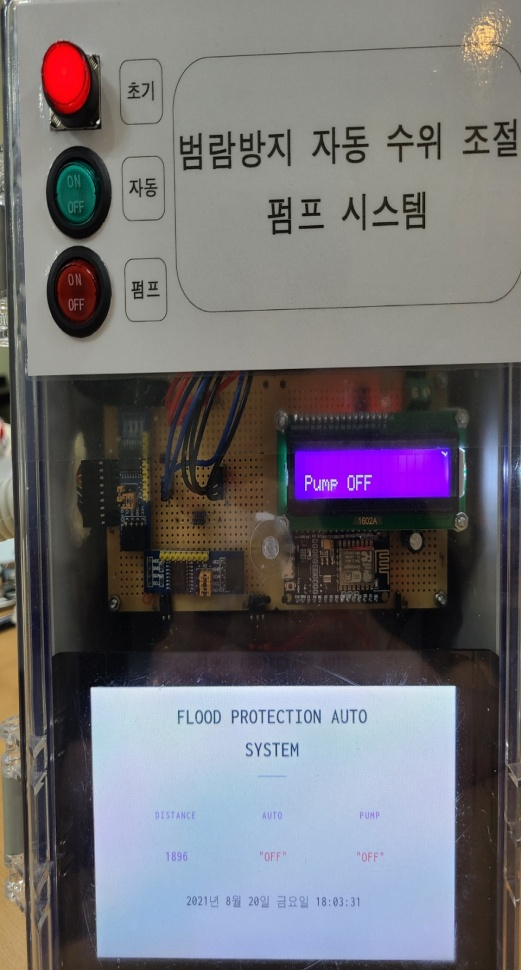 초기
범람방지 자동 수위 조절
펌프 시스템
ON
OFF
자동
ON
OFF
펌프
Pump OFF
1602A
FLOOD PROTECTION AUTO
SYSTEM
DISTANCE AUTO PUMP
1896 "OFF" "OFF"
2021년 8월 20일 금요일 18:03:31